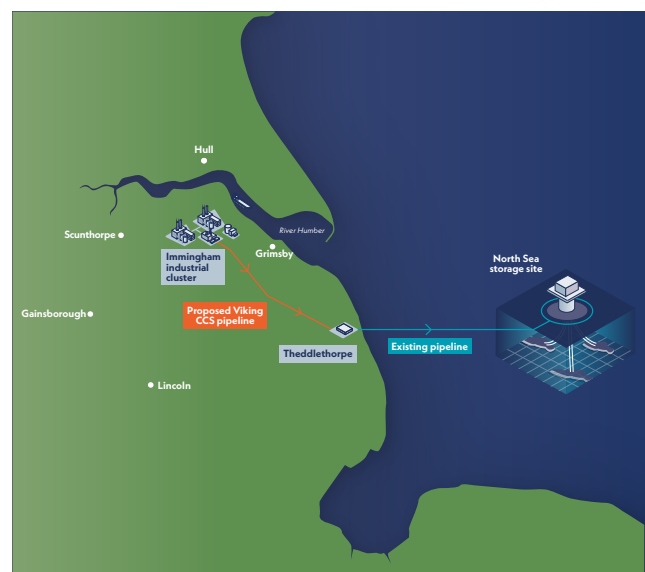 Hull
River Humber
Scunthorpe
Grimsby
Immingham
industrial
cluster
North Sea
storage site
Proposed Viking
CCS pipeline
Gainsborough
Existing pipeline
Theddlethorpe
Lincoln